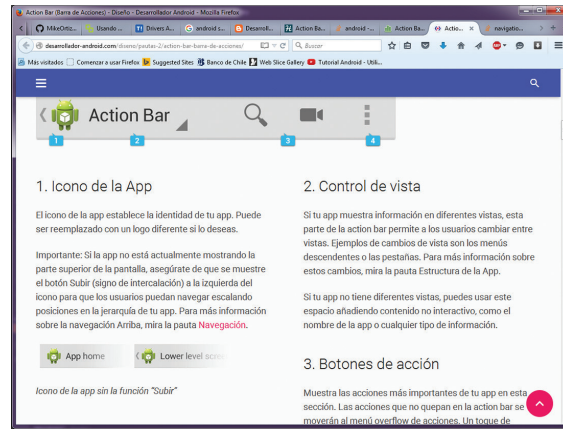 Action Bar (Barra de Acciones) - Diseño - Desarrollador Android - Mozilla Firefox
MikeOrtiz...
Usando ...
Drivers A...
android s...
Desarroll...
Action Ba...
android -...
Action Ba...
Actio...
navigatio...
desarrollador-android.com/diseno/pautas-2/action-bar-barra-de-acciones/
Buscar
Más visitados
Comenzar a usar Firefox
Suggested Sites
Banco de Chile
Web Slice Gallery
Tutorial Android - Utili...
Action Bar
1
2
3
4
1. Icono de la App
El icono de la app establece la identidad de tu app. Puede
ser reemplazado con un logo diferente si lo deseas.
Importante: Si la app no está actualmente mostrando la
parte superior de la pantalla, asegúrate de que se muestre
el botón Subir (signo de intercalación) a la izquierda del
icono para que los usuarios puedan navegar escalando
posiciones en la jerarquía de tu app. Para más información
sobre la navegación Arriba, mira la pauta Navegación.
App home
Lower level screen
Icono de la app sin la función "Subir"
2. Control de vista
Si tu app muestra información en diferentes vistas, esta
parte de la action bar permite a los usuarios cambiar entre
vistas. Ejemplos de cambios de vista son los menús
descendentes o las pestañas. Para más información sobre
estos cambios, mira la pauta Estructura de la App.
Si tu app no tiene diferentes vistas, puedes usar este
espacio añadiendo contenido no interactivo, como el
nombre de la app o cualquier tipo de información.
3. Botones de acción
Muestra las acciones más importantes de tu app en esta
sección. Las acciones que no quepan en la action bar se
moverán al menú overflow de acciones. Un toque de